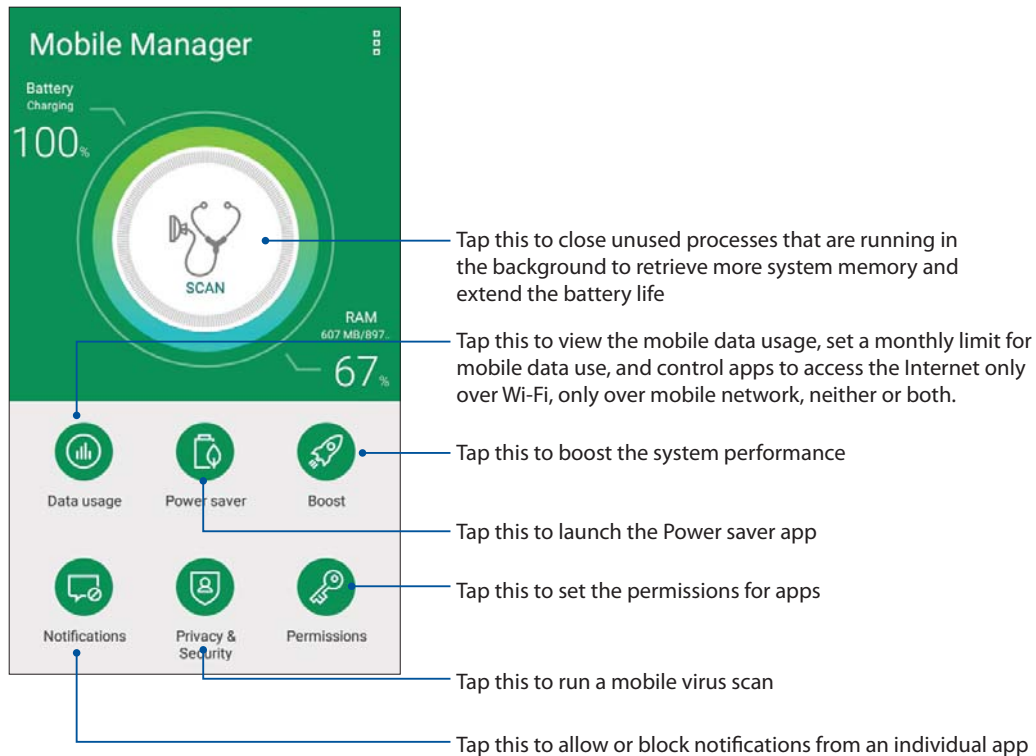 Mobile Manager
Battery
Charging
100%
SCAN
RAM
607 MB/897..
67%
Data usage
Power saver
Boost
Notifications
Privacy &
Security
Permissions
Tap this to close unused processes that are running in
the background to retrieve more system memory and
extend the battery life
Tap this to view the mobile data usage, set a monthly limit for
mobile data use, and control apps to access the Internet only
over Wi-Fi, only over mobile network, neither or both.
Tap this to boost the system performance
Tap this to launch the Power saver app
Tap this to set the permissions for apps
Tap this to run a mobile virus scan
Tap this to allow or block notifications from an individual app